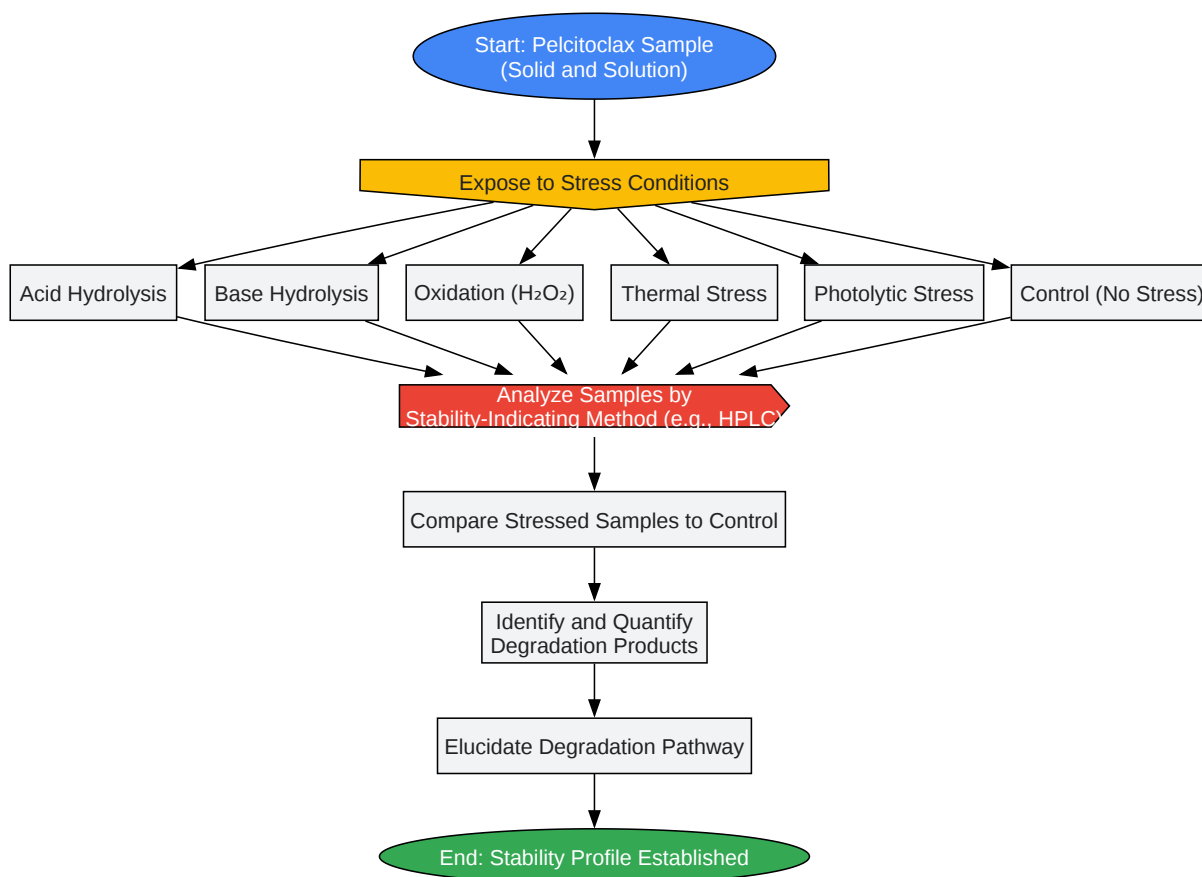 Start: Pelcitoclax Sample
(Solid and Solution)
Expose to Stress Conditions
Acid Hydrolysis
Base Hydrolysis
Oxidation (H₂O₂)
Thermal Stress
Photolytic Stress
Control (No Stress)
Analyze Samples by
Stability-Indicating Method (e.g., HPLC)
Compare Stressed Samples to Control
Identify and Quantify
Degradation Products
Elucidate Degradation Pathway
End: Stability Profile Established